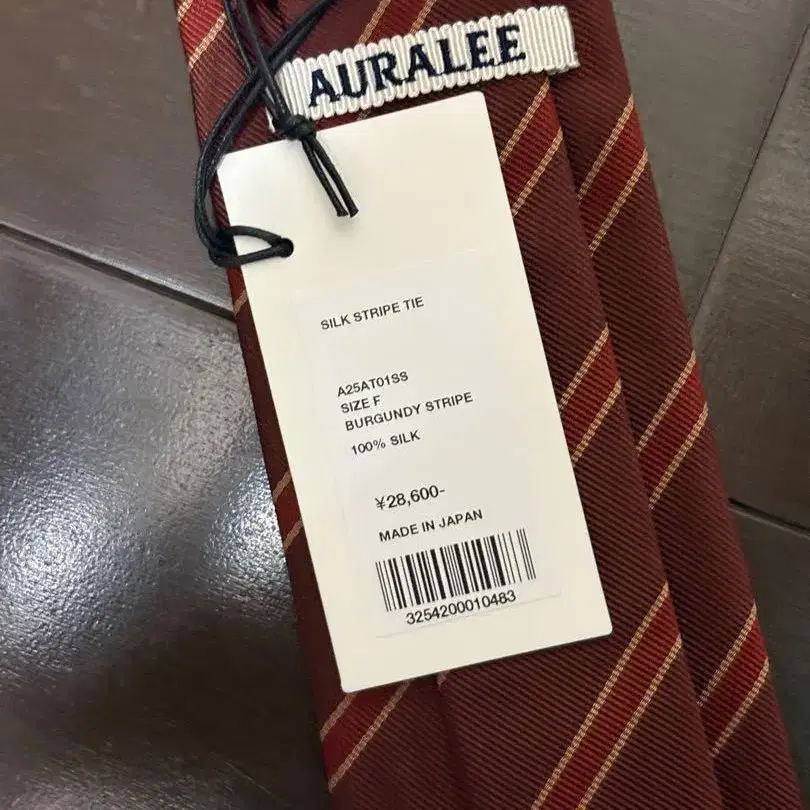 AURALEE
SILK STRIPE TIE
A25AT01SS
SIZE F
BURGUNDY STRIPE
100% SILK
¥28,600-
MADE IN JAPAN
3254200010483